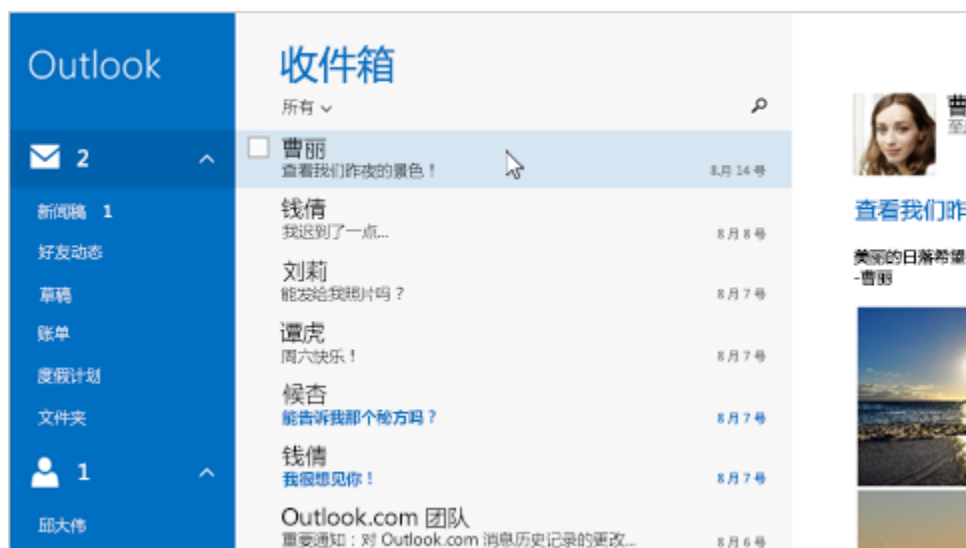 Outlook
2
新闻稿 1
好友动态
草稿
账单
度假计划
文件夹
1
邱大伟
收件箱
所有
曹丽
查看我们昨夜的景色！
8月 14 号
钱倩
我迟到了一点...
8 月 8 号
刘莉
能发给我照片吗？
8 月 7 号
谭虎
周六快乐！
8 月 7 号
候杏
能告诉我那个秘方吗？
8 月 7 号
钱倩
我很想见你！
8 月 7 号
Outlook.com 团队
重要通知：对 Outlook.com 消息历史记录的更改...
8 月 6 号
曹
查看我们昨
美丽的日落希望
-曹丽